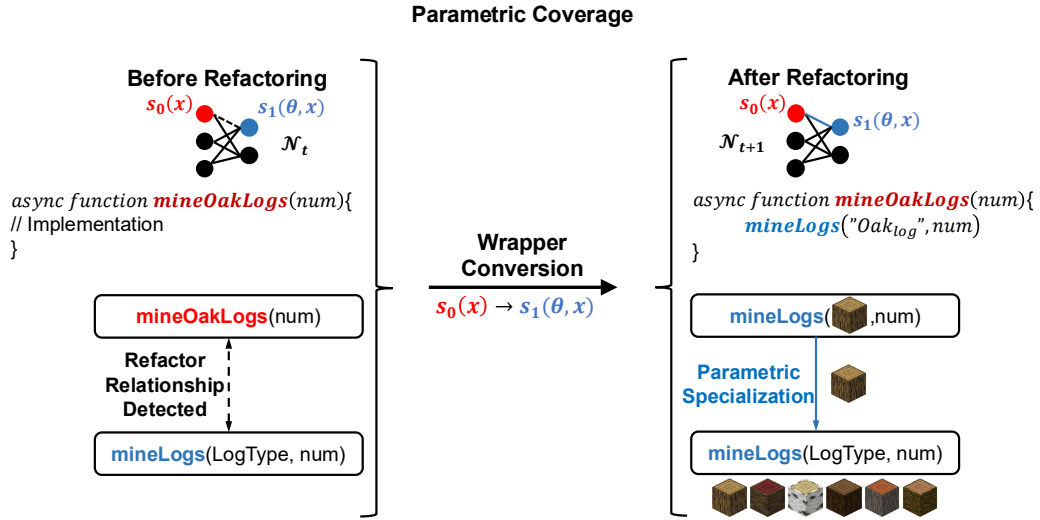 Parametric Coverage
Before Refactoring
s₀(x)
s₁(θ, x)
𝒩ₜ
async function mineOakLogs(num){
// Implementation
}
mineOakLogs(num)
Refactor
Relationship
Detected
mineLogs(LogType, num)
Wrapper
Conversion
s₀(x) → s₁(θ, x)
After Refactoring
s₀(x)
s₁(θ, x)
𝒩ₜ₊₁
async function mineOakLogs(num){
mineLogs("Oak_log", num)
}
mineLogs( ,num)
Parametric
Specialization
mineLogs(LogType, num)